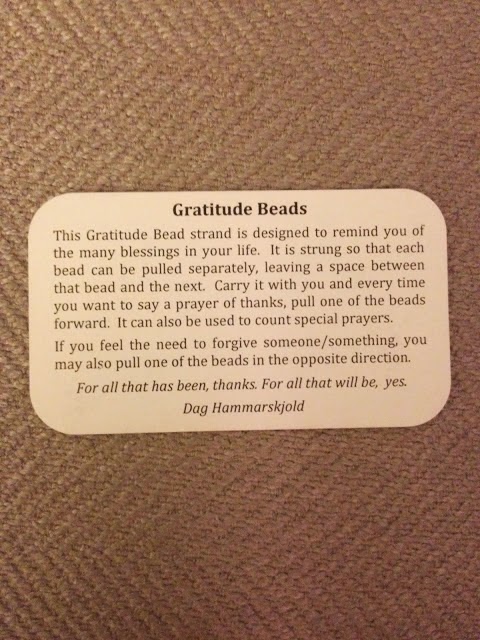 Gratitude Beads
This Gratitude Bead strand is designed to remind you of
the many blessings in your life. It is strung so that each
bead can be pulled separately, leaving a space between
that bead and the next. Carry it with you and every time
you want to say a prayer of thanks, pull one of the beads
forward. It can also be used to count special prayers.
If you feel the need to forgive someone/something, you
may also pull one of the beads in the opposite direction.
For all that has been, thanks. For all that will be, yes.
Dag Hammarskjold